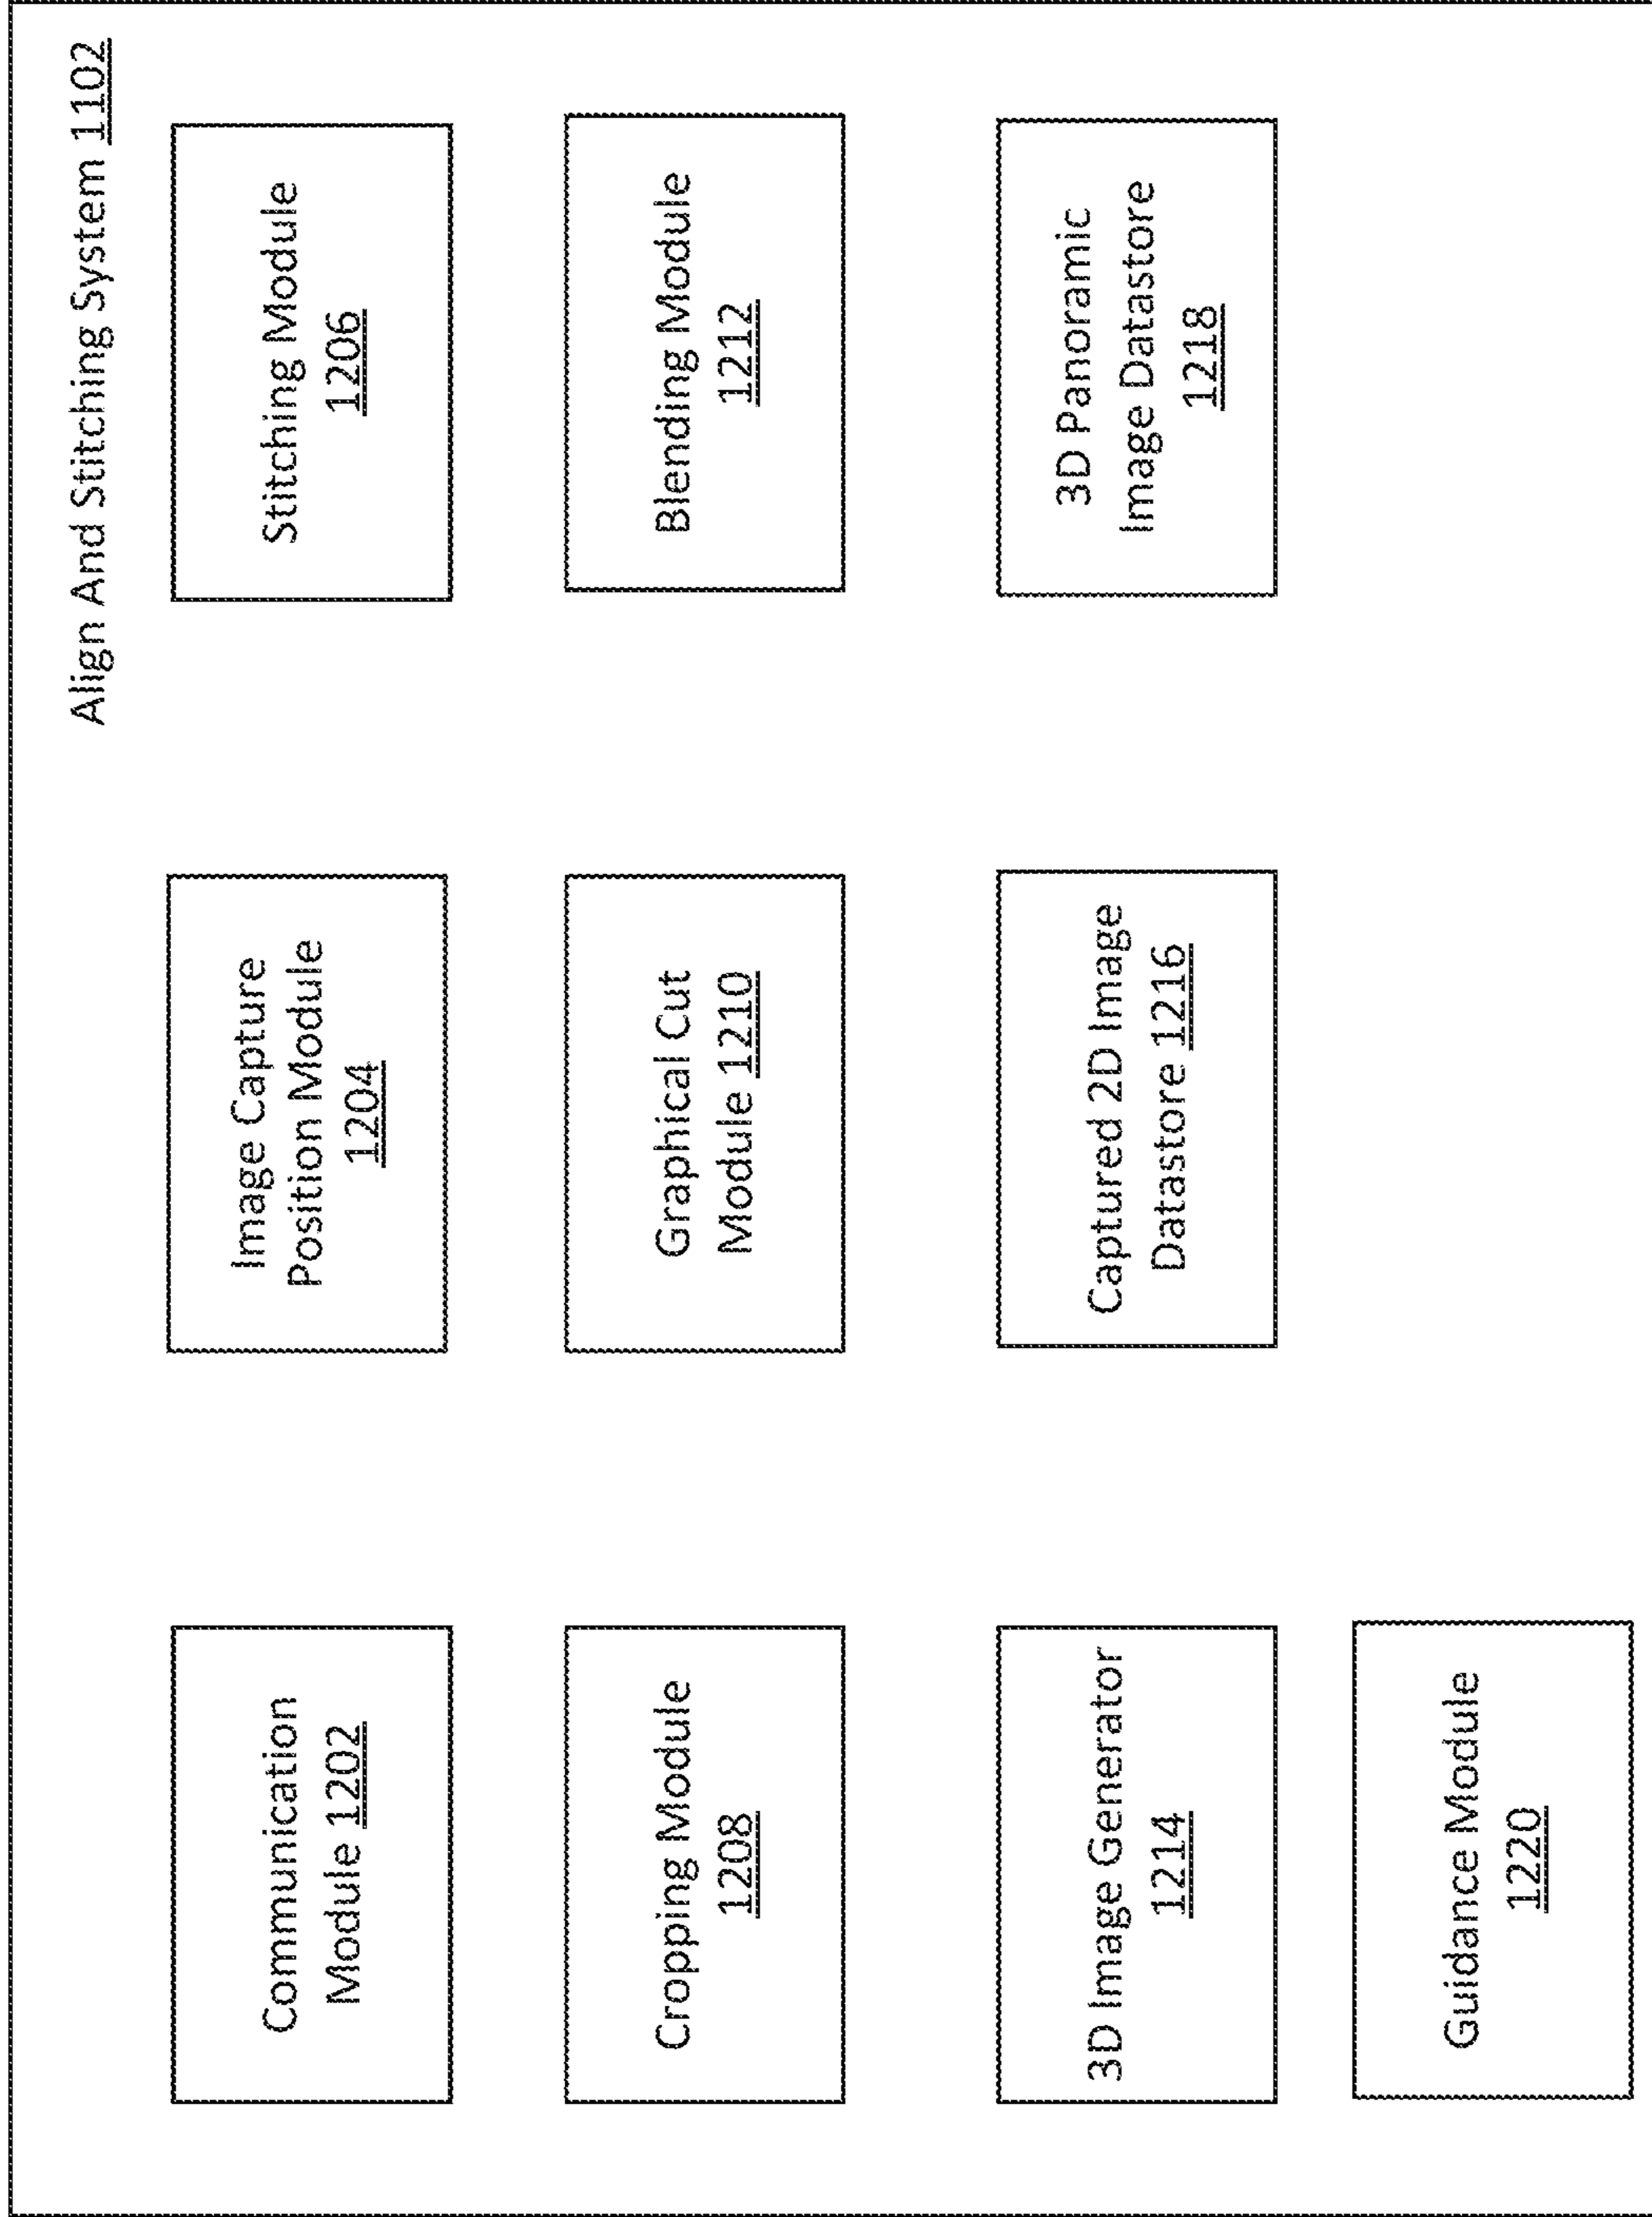 Align And Stitching System 1102
Communication
Module 1202
Image Capture
Position Module
1204
Stitching Module
1206
Cropping Module
1208
Graphical Cut
Module 1210
Blending Module
1212
3D Image Generator
1214
Captured 2D Image
Datastore 1216
3D Panoramic
Image Datastore
1218
Guidance Module
1220